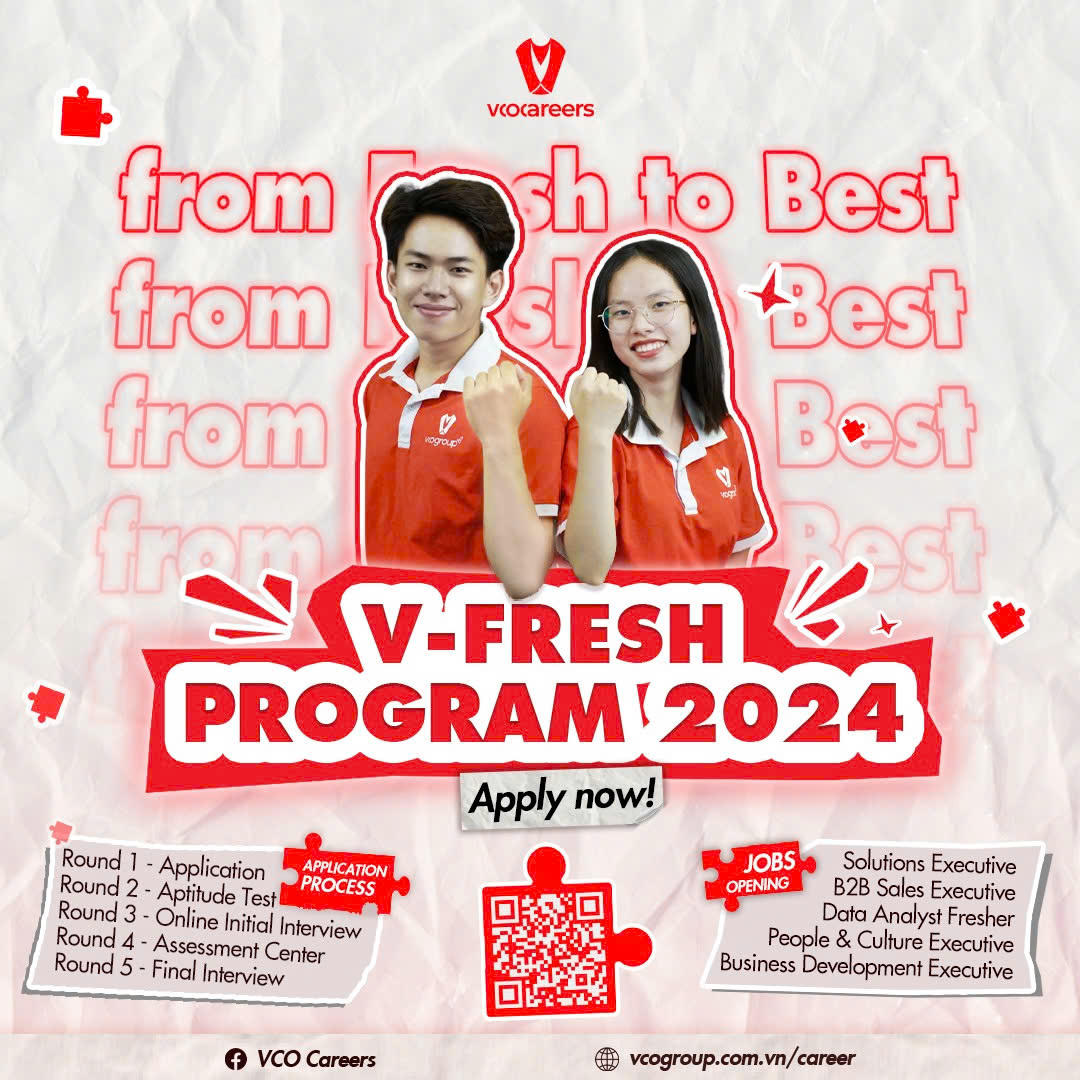 vcocareers
from Fresh to Best
from Best
from Best
from Best
vcogroup
V-FRESH
PROGRAM 2024
Apply now!
APPLICATION
PROCESS
Round 1 - Application
Round 2 - Aptitude Test
Round 3 - Online Initial Interview
Round 4 - Assessment Center
Round 5 - Final Interview
JOBS
OPENING
Solutions Executive
B2B Sales Executive
Data Analyst Fresher
People & Culture Executive
Business Development Executive
VCO Careers
vcogroup.com.vn/career